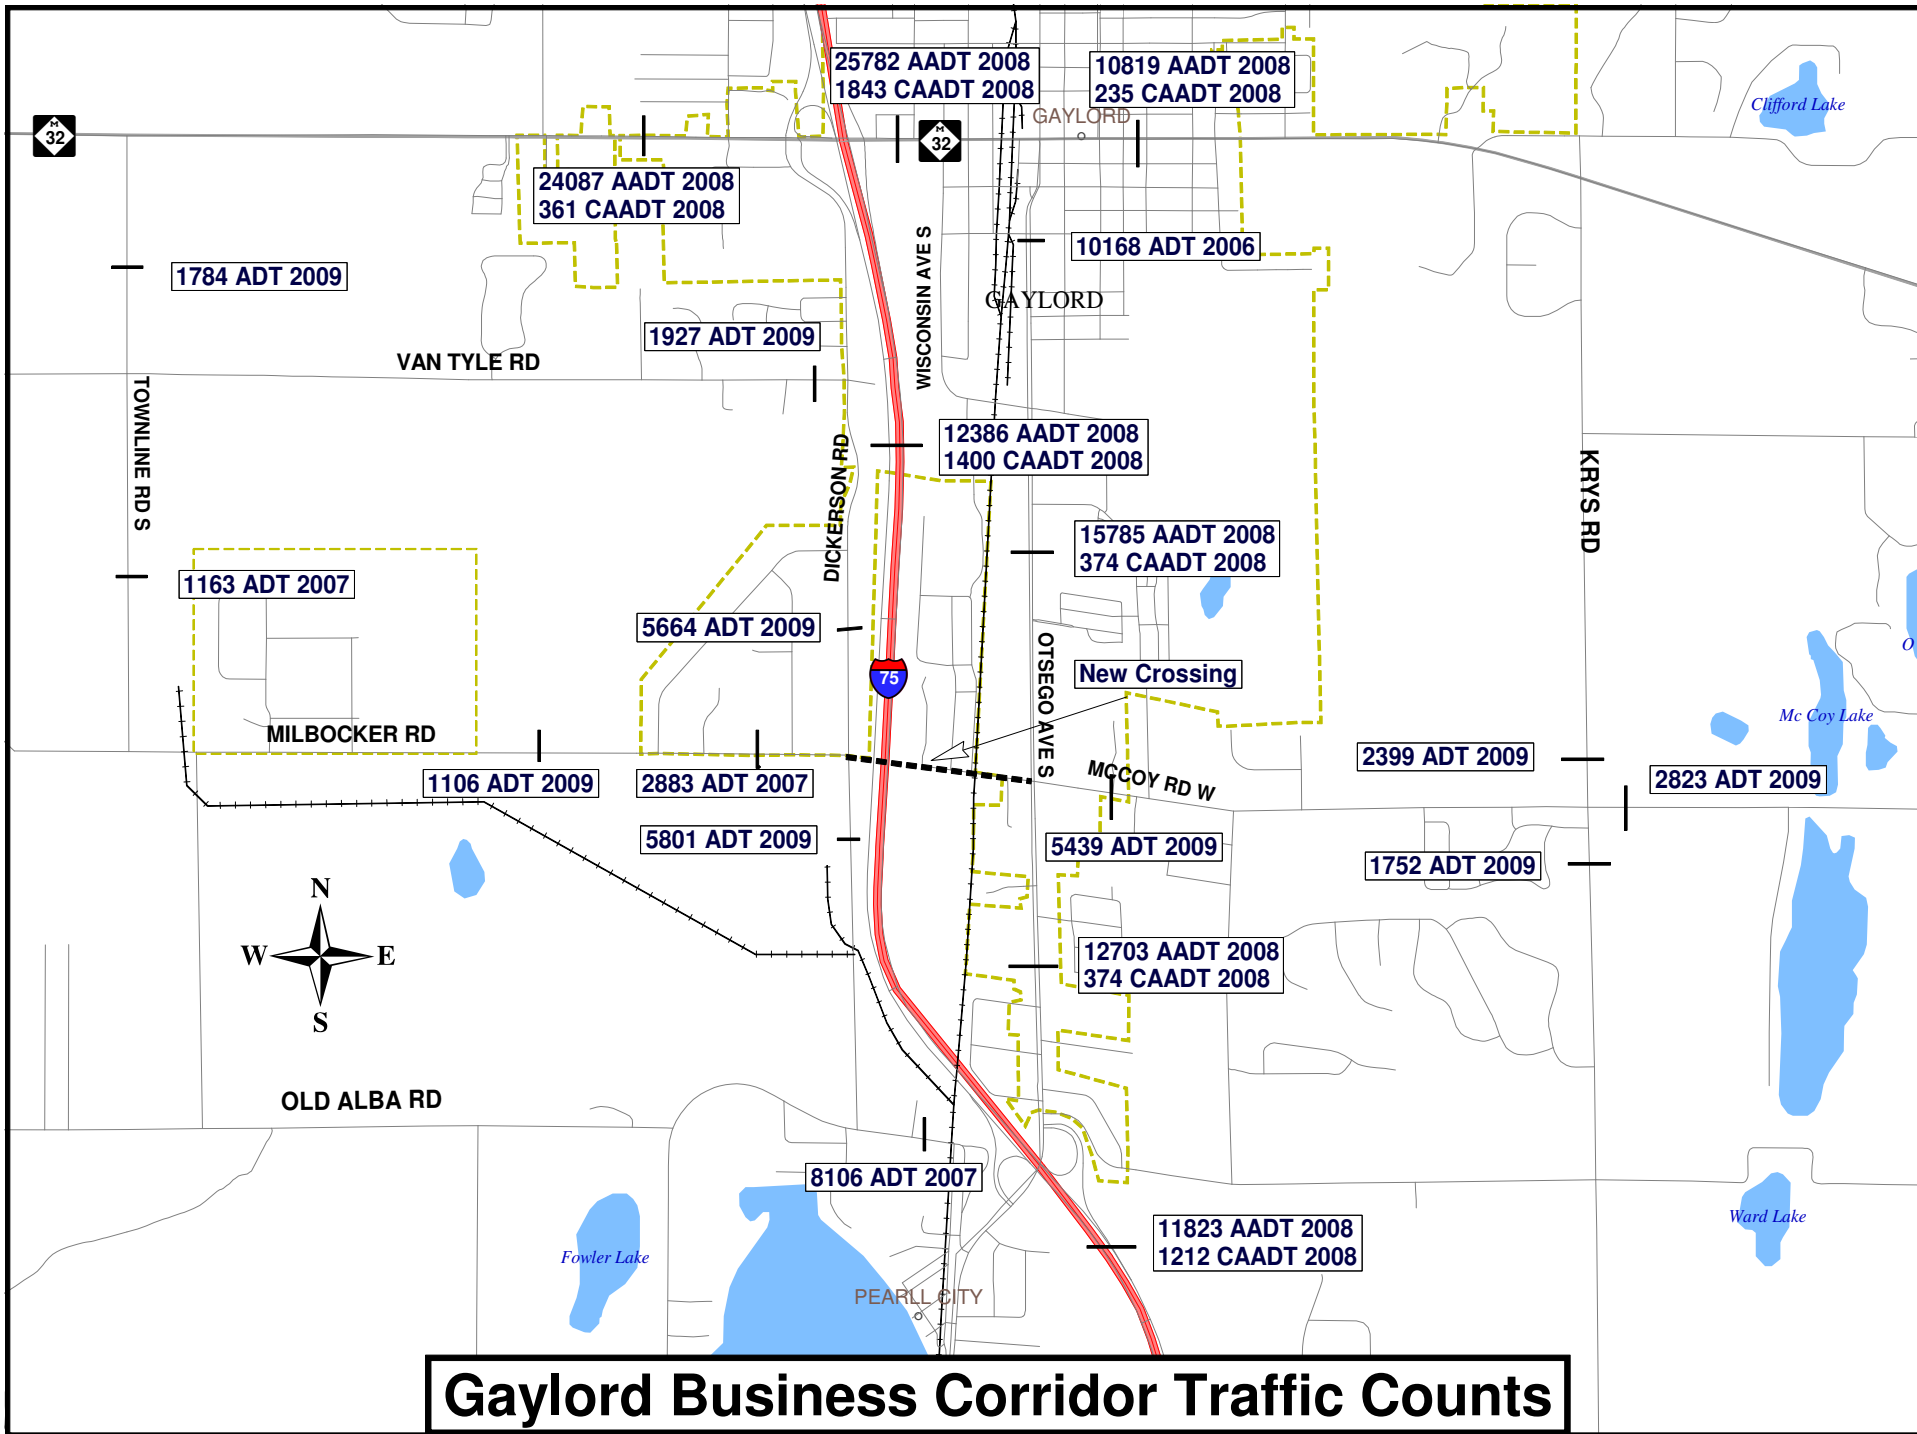 25782 AADT 2008
1843 CAADT 2008
10819 AADT 2008
235 CAADT 2008
Clifford Lake
GAYLORD
M
32
M
32
24087 AADT 2008
361 CAADT 2008
10168 ADT 2006
1784 ADT 2009
WISCONSIN AVE S
GAYLORD
1927 ADT 2009
VAN TYLE RD
TOWNLINE RD S
12386 AADT 2008
1400 CAADT 2008
DICKERSON RD
KRYS RD
15785 AADT 2008
374 CAADT 2008
1163 ADT 2007
5664 ADT 2009
O
OTSEGO AVE S
New Crossing
75
Mc Coy Lake
MILBOCKER RD
2399 ADT 2009
MCCOY RD W
1106 ADT 2009
2883 ADT 2007
2823 ADT 2009
5801 ADT 2009
5439 ADT 2009
1752 ADT 2009
N
W
E
S
12703 AADT 2008
374 CAADT 2008
OLD ALBA RD
8106 ADT 2007
Ward Lake
11823 AADT 2008
1212 CAADT 2008
Fowler Lake
PEARLL CITY
Gaylord Business Corridor Traffic Counts